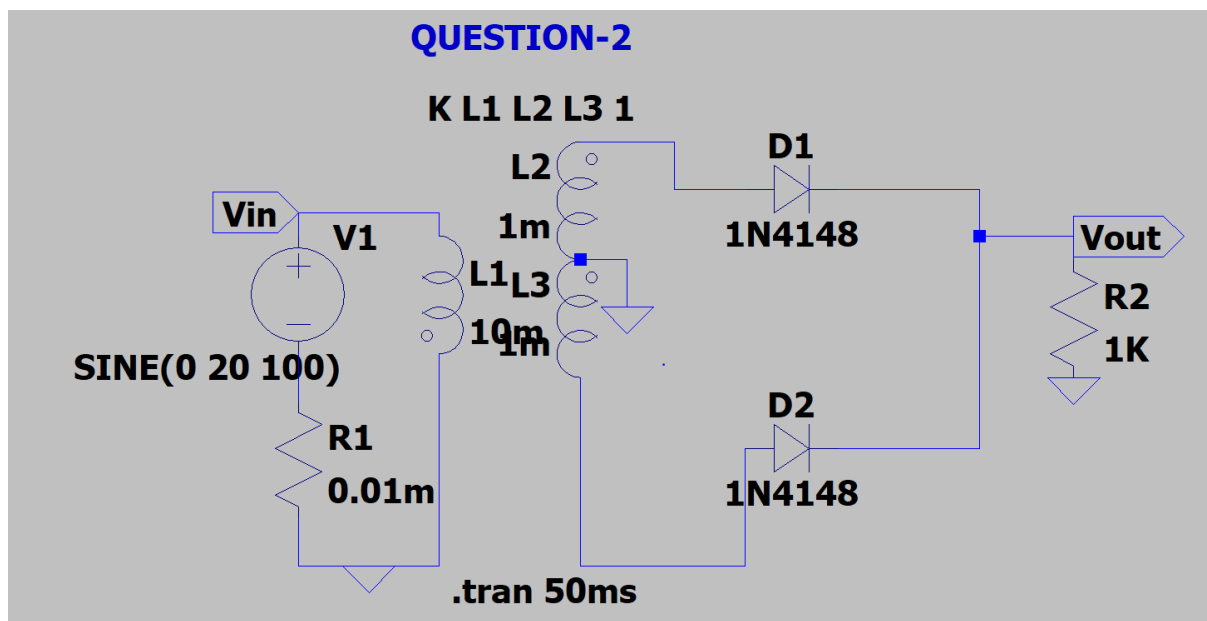 QUESTION-2
K L1 L2 L3 1
D1
L2
Vin
V1
1m
1N4148
Vout
L1
L3
R2
10m
1m
1K
SINE(0 20 100)
D2
R1
0.01m
1N4148
.tran 50ms